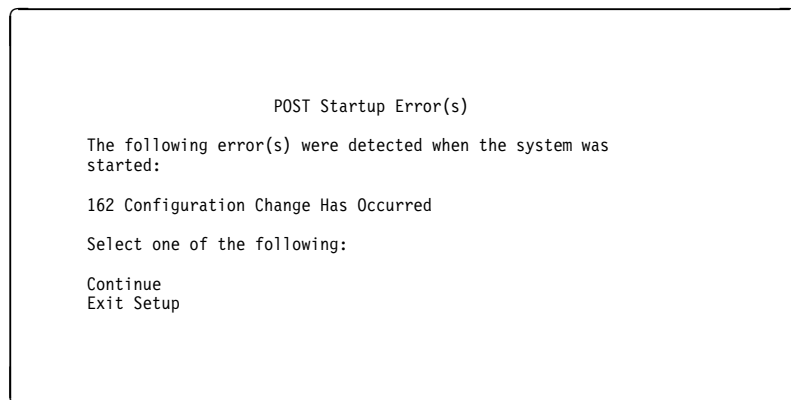 POST Startup Error(s)
The following error(s) were detected when the system was
started:
162 Configuration Change Has Occurred
Select one of the following:
Continue
Exit Setup